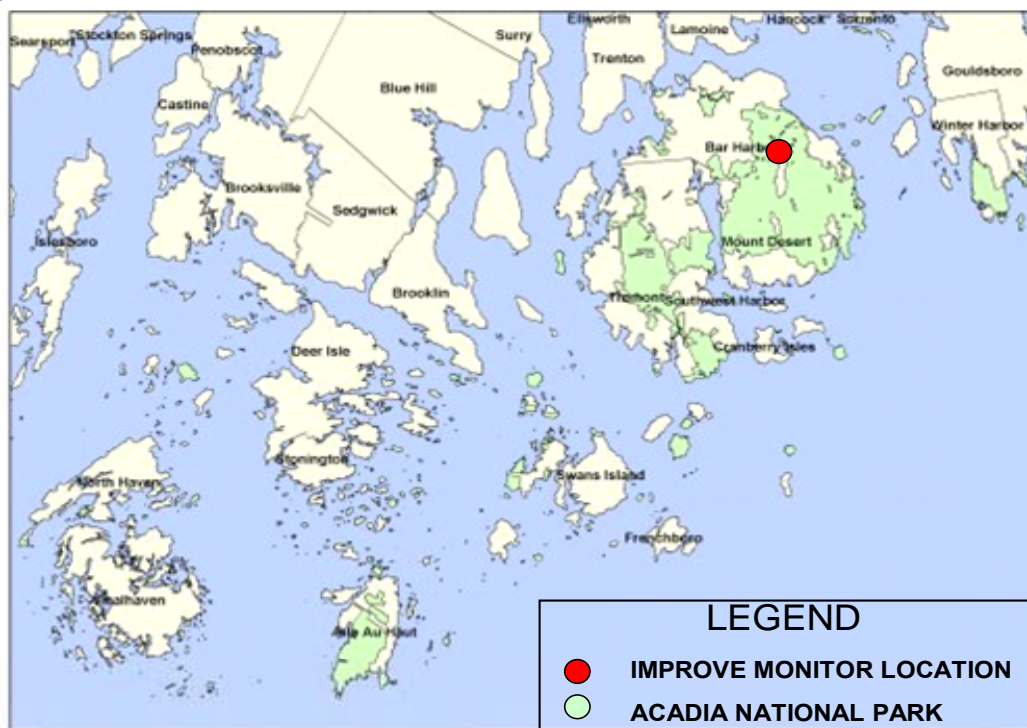 Ellsworth
Hancock
Sorrento
Searsport
Stockton Springs
Surry
Lamoine
Penobscot
Trenton
Gouldsboro
Blue Hill
Castine
Winter Harbor
Bar Harbo
Brooksville
Sedgwick
Islesboro
Mount Desert
Brooklin
Tremont
Southwest Harbor
Cranberry Isles
Deer Isle
Stonington
Swans Island
North Haven
Frenchboro
Vinalhaven
Isle Au Haut
LEGEND
IMPROVE MONITOR LOCATION
ACADIA NATIONAL PARK